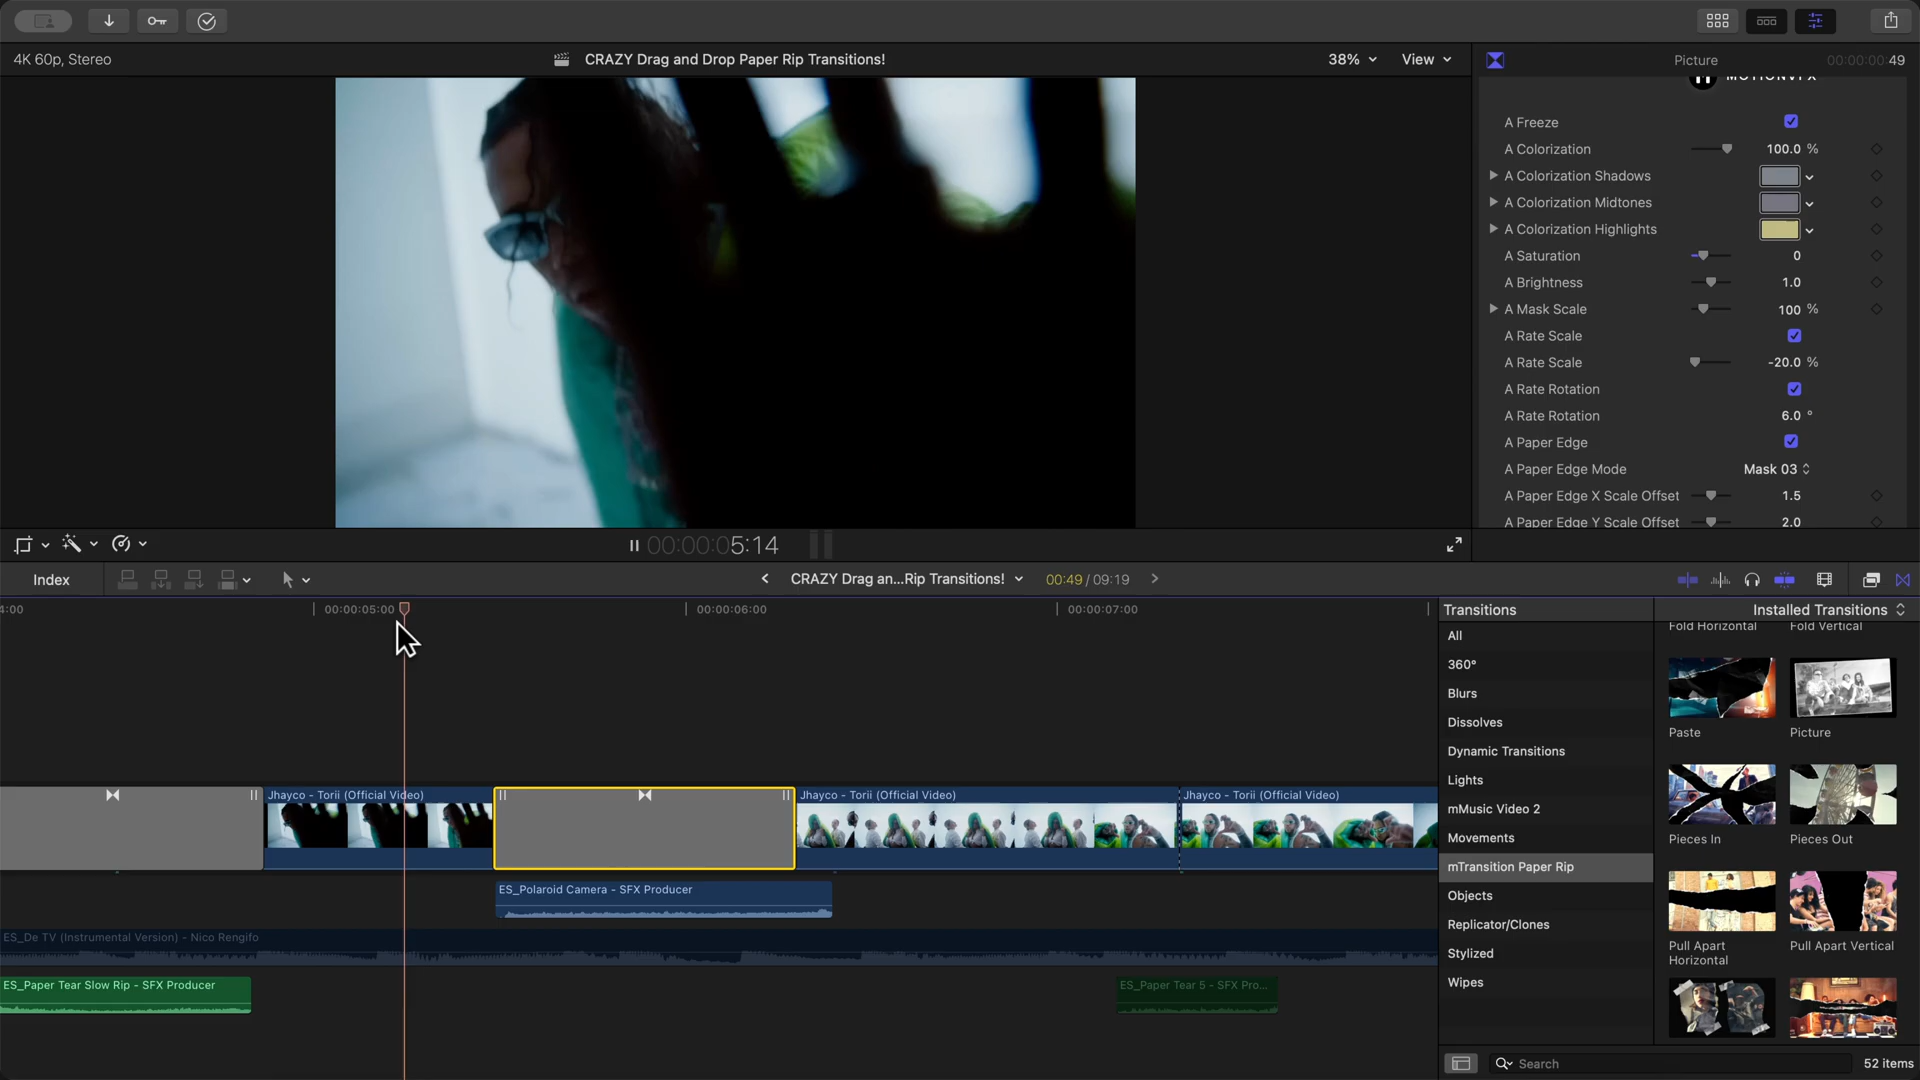 4K 60p, Stereo
CRAZY Drag and Drop Paper Rip Transitions!
38%
View
Picture
00:00:00:49
MOTIONVFX
A Freeze
A Colorization
100.0 %
A Colorization Shadows
A Colorization Midtones
A Colorization Highlights
A Saturation
0
A Brightness
1.0
A Mask Scale
100 %
A Rate Scale
A Rate Scale
-20.0 %
A Rate Rotation
A Rate Rotation
6.0 °
A Paper Edge
A Paper Edge Mode
Mask 03
A Paper Edge X Scale Offset
1.5
A Paper Edge Y Scale Offset
2.0
00:00:05:14
Index
CRAZY Drag an...Rip Transitions!
00:49 / 09:19
4:00
00:00:05:00
00:00:06:00
00:00:07:00
Jhayco - Torii (Official Video)
Jhayco - Torii (Official Video)
Jhayco - Torii (Official Video)
ES_Polaroid Camera - SFX Producer
ES_De TV (Instrumental Version) - Nico Rengifo
ES_Paper Tear Slow Rip - SFX Producer
ES_Paper Tear 5 - SFX Pro...
Transitions
Installed Transitions
All
360°
Blurs
Dissolves
Dynamic Transitions
Lights
mMusic Video 2
Movements
mTransition Paper Rip
Objects
Replicator/Clones
Stylized
Wipes
Fold Horizontal
Fold Vertical
Paste
Picture
Pieces In
Pieces Out
Pull Apart
Horizontal
Pull Apart Vertical
Search
52 items